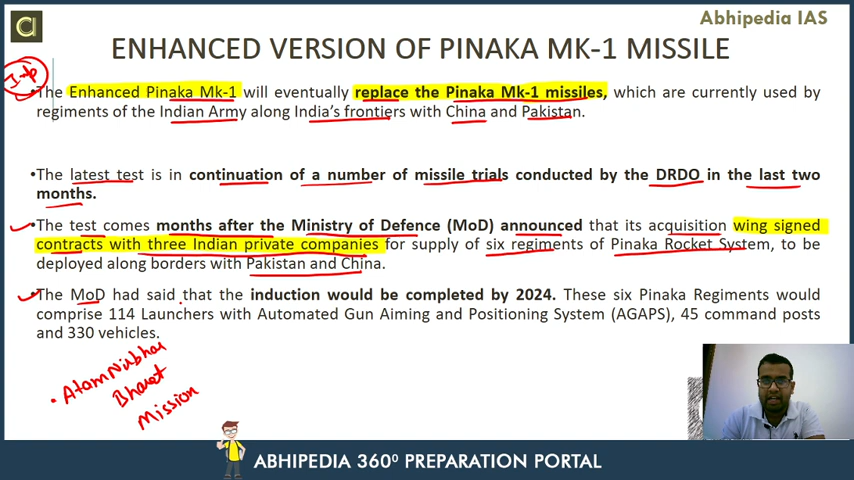 Abhipedia IAS
ENHANCED VERSION OF PINAKA MK-1 MISSILE
Imp
•The Enhanced Pinaka Mk-1 will eventually replace the Pinaka Mk-1 missiles, which are currently used by
regiments of the Indian Army along India's frontiers with China and Pakistan.
•The latest test is in continuation of a number of missile trials conducted by the DRDO in the last two
months.
•The test comes months after the Ministry of Defence (MoD) announced that its acquisition wing signed
contracts with three Indian private companies for supply of six regiments of Pinaka Rocket System, to be
deployed along borders with Pakistan and China.
•The MoD had said that the induction would be completed by 2024. These six Pinaka Regiments would
comprise 114 Launchers with Automated Gun Aiming and Positioning System (AGAPS), 45 command posts
and 330 vehicles.
• AtamNirbhar
Bharat
Mission
ABHIPEDIA 360⁰ PREPARATION PORTAL